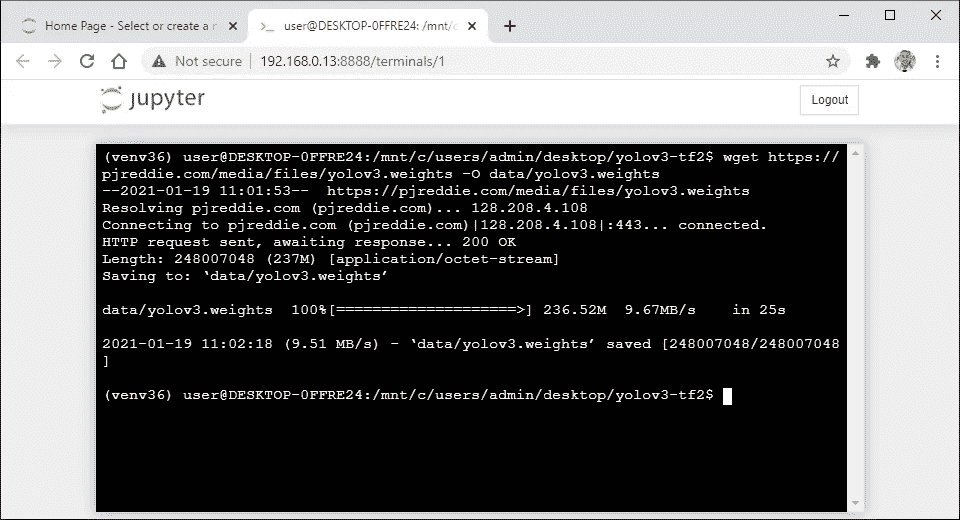 Home Page - Select or create a n
user@DESKTOP-0FFRE24: /mnt/c
Not secure | 192.168.0.13:8888/terminals/1
jupyter
Logout
(venv36) user@DESKTOP-0FFRE24:/mnt/c/users/admin/desktop/yolov3-tf2$ wget https://
pjreddie.com/media/files/yolov3.weights -O data/yolov3.weights
--2021-01-19 11:01:53--  https://pjreddie.com/media/files/yolov3.weights
Resolving pjreddie.com (pjreddie.com)... 128.208.4.108
Connecting to pjreddie.com (pjreddie.com)|128.208.4.108|:443... connected.
HTTP request sent, awaiting response... 200 OK
Length: 248007048 (237M) [application/octet-stream]
Saving to: ‘data/yolov3.weights’
data/yolov3.weights  100%[====================>] 236.52M  9.67MB/s    in 25s
2021-01-19 11:02:18 (9.51 MB/s) - ‘data/yolov3.weights’ saved [248007048/248007048
]
(venv36) user@DESKTOP-0FFRE24:/mnt/c/users/admin/desktop/yolov3-tf2$